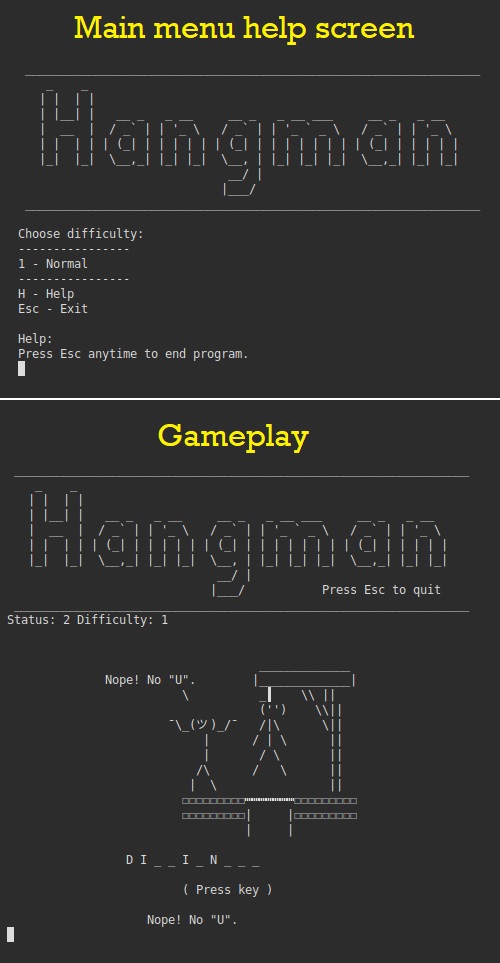 Main menu help screen
Hangman
Choose difficulty:
----------------
1 - Normal
----------------
H - Help
Esc - Exit
Help:
Press Esc anytime to end program.
Gameplay
Hangman
Press Esc to quit
Status: 2 Difficulty: 1
Nope! No "U".
¯\_(ツ)_/¯
D I _ _ I _ N _ _ _
( Press key )
Nope! No "U".